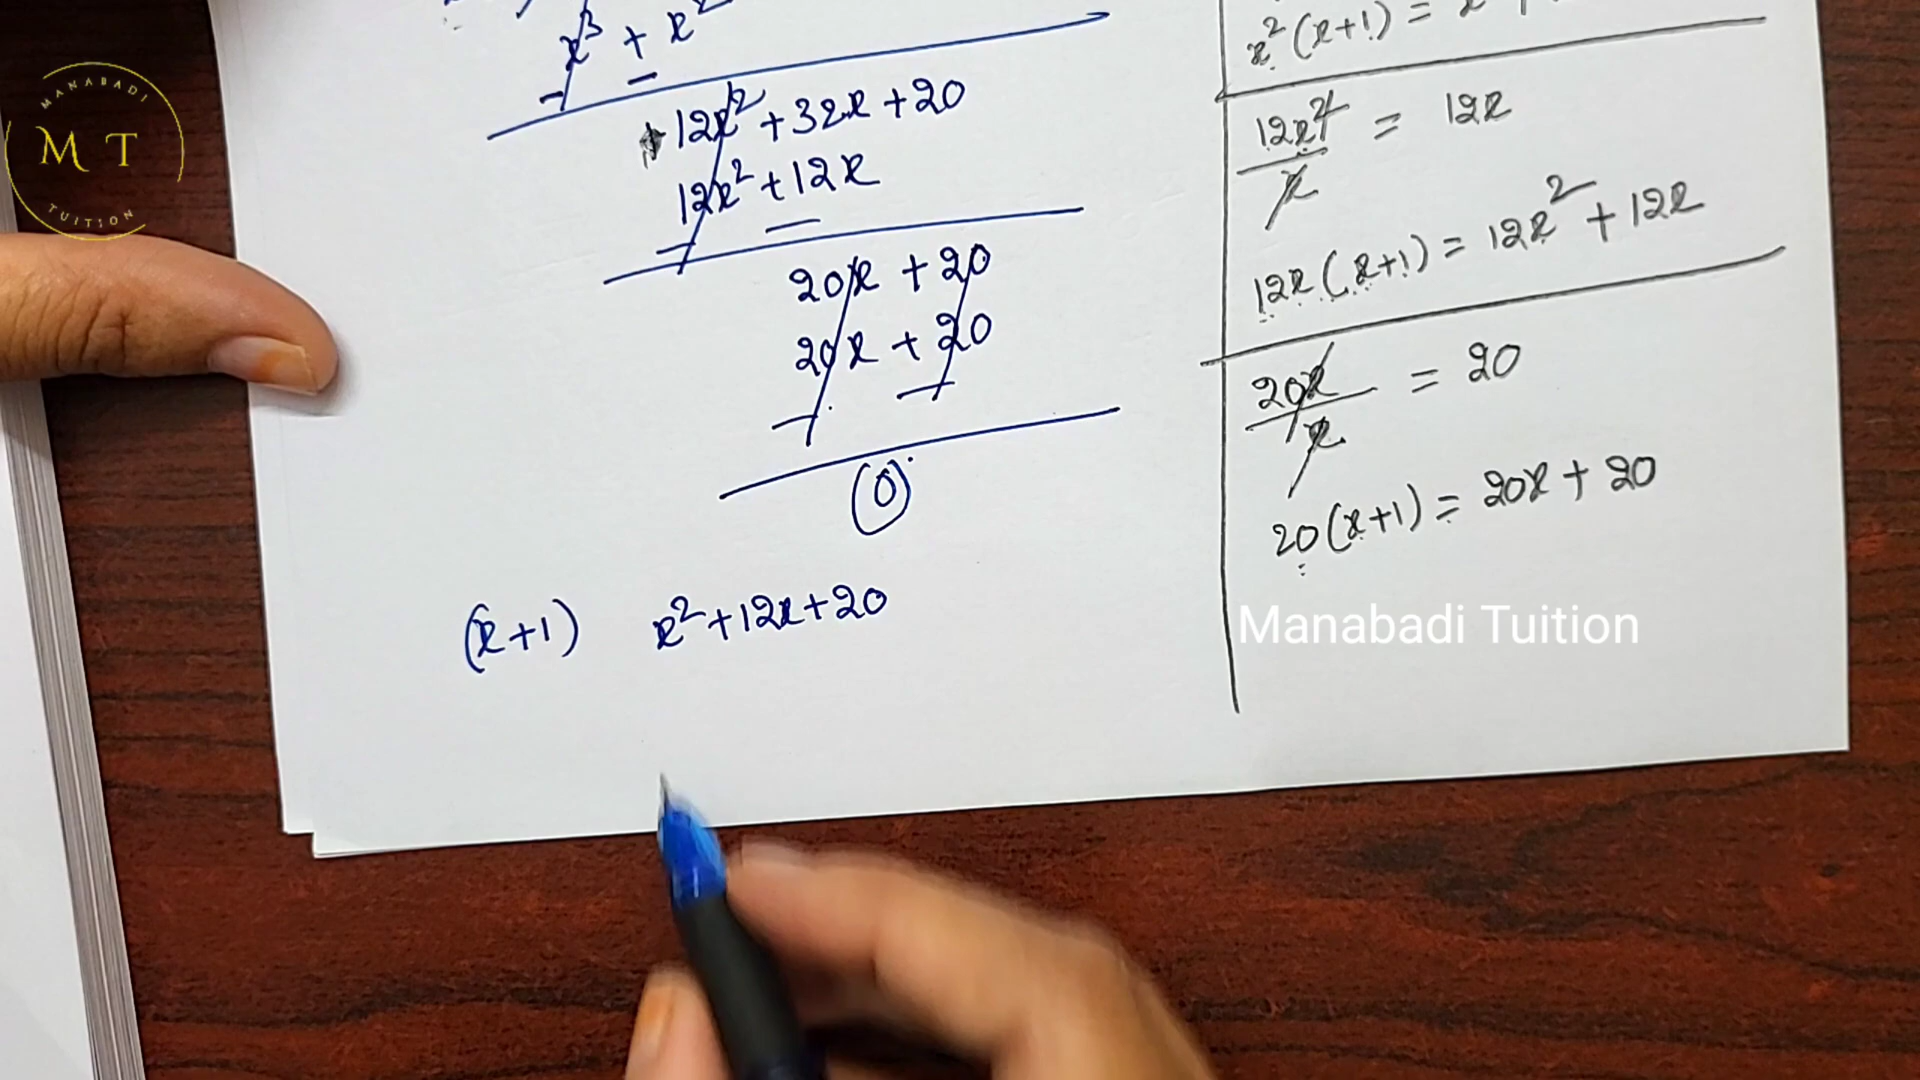 MANABADI
M T
TUITION
x³ + x²
- -
+12x² + 32x + 20
12x² + 12x
- -
20x + 20
20x + 20
- -
0
(x+1) x² + 12x + 20
x² (x+1) =
12x² / x = 12x
12x (x+1) = 12x² + 12x
20x / x = 20
20 (x+1) = 20x + 20
Manabadi Tuition